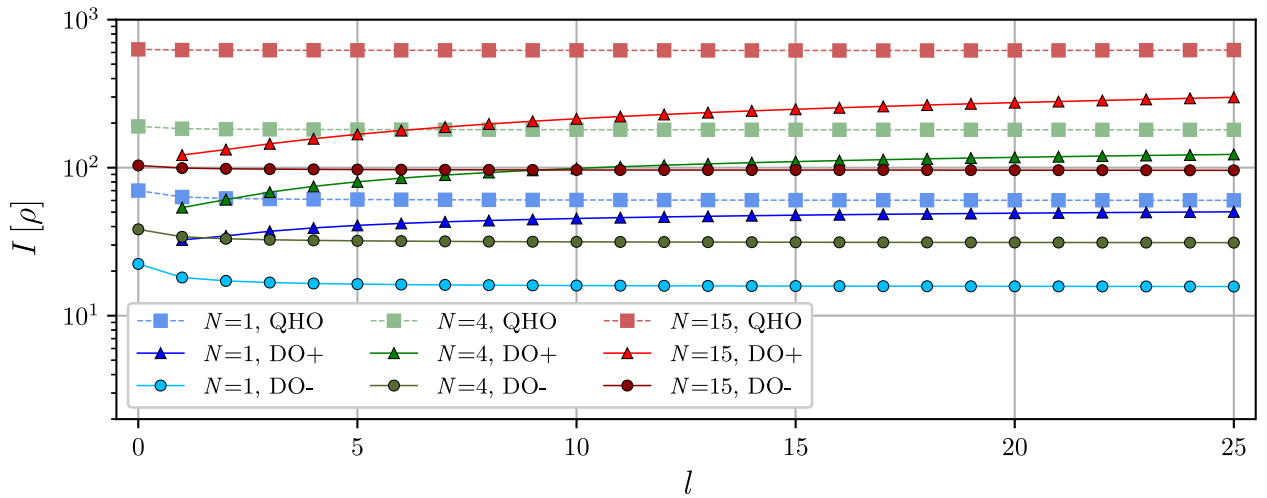 10³
10²
10¹
I [ρ]
N=1, QHO
N=1, DO+
N=1, DO-
N=4, QHO
N=4, DO+
N=4, DO-
N=15, QHO
N=15, DO+
N=15, DO-
0 5 10 15 20 25
l